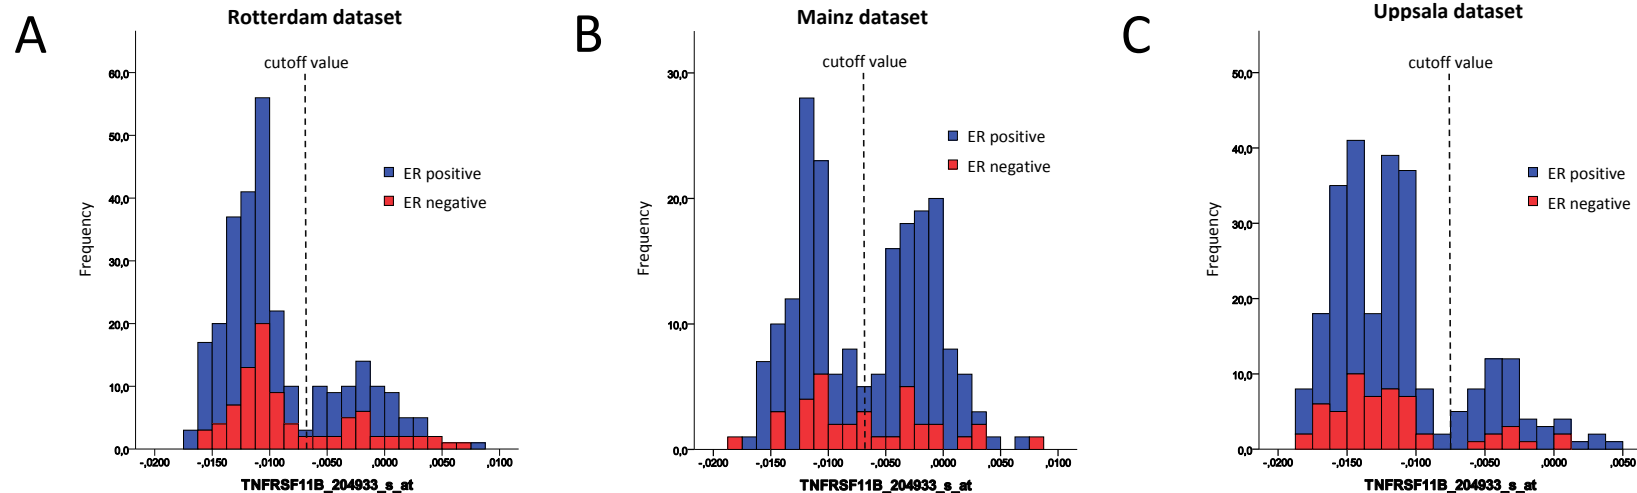 A
Rotterdam dataset
cutoff value
60,0
50,0
40,0
30,0
20,0
10,0
0,0
Frequency
ER positive
ER negative
-,0200
-,0150
-,0100
-,0050
,0000
,0050
,0100
TNFRSF11B_204933_s_at
B
Mainz dataset
cutoff value
30,0
20,0
10,0
0,0
Frequency
ER positive
ER negative
-,0200
-,0150
-,0100
-,0050
,0000
,0050
,0100
TNFRSF11B_204933_s_at
C
Uppsala dataset
cutoff value
50,0
40,0
30,0
20,0
10,0
0,0
Frequency
ER positive
ER negative
-,0200
-,0150
-,0100
-,0050
,0000
,0050
TNFRSF11B_204933_s_at